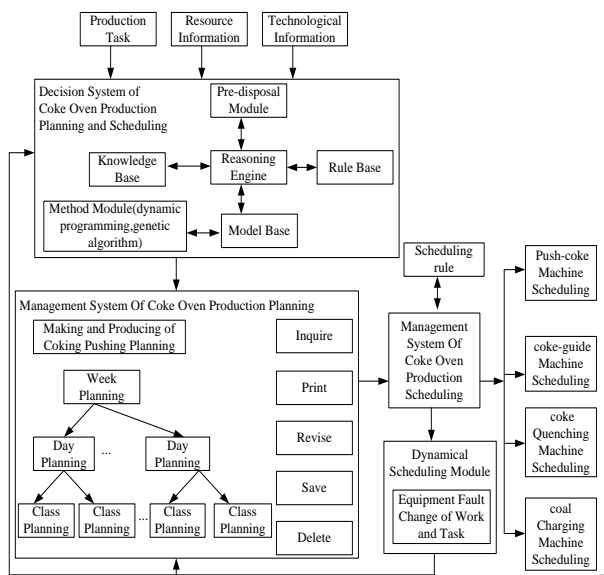 Production
Task
Resource
Information
Technological
Information
Decision System of
Coke Oven Production
Planning and Scheduling
Pre-disposal
Module
Knowledge
Base
Reasoning
Engine
Rule Base
Method Module(dynamic
programming,genetic
algorithm)
Model Base
Scheduling
rule
Management System Of Coke Oven Production Planning
Making and Producing of
Coking Pushing Planning
Week
Planning
Day
Planning
...
Day
Planning
Class
Planning
Class
Planning
...
Class
Planning
Class
Planning
Inquire
Print
Revise
Save
Delete
Management
System Of
Coke Oven
Production
Scheduling
Dynamical
Scheduling Module
Equipment Fault
Change of Work
and Task
Push-coke
Machine
Scheduling
coke-guide
Machine
Scheduling
coke
Quenching
Machine
Scheduling
coal
Charging
Machine
Scheduling